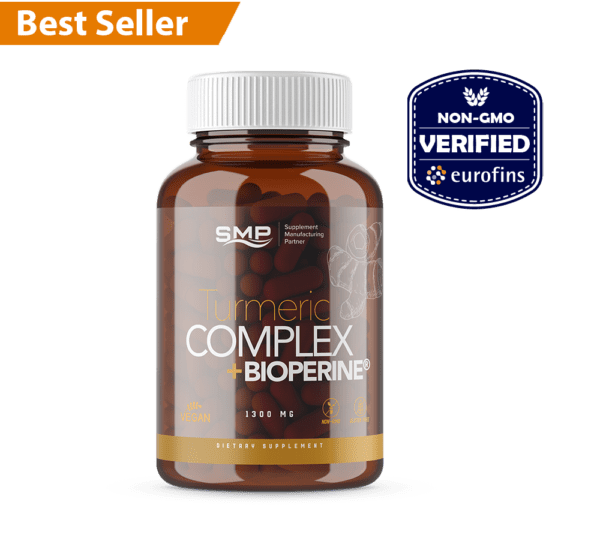 Best Seller
NON-GMO
VERIFIED
eurofins
SMP
Supplement
Manufacturing
Partner
Turmeric
COMPLEX
+BIOPERINE®
VEGAN
1300 MG
DIETARY SUPPLEMENT